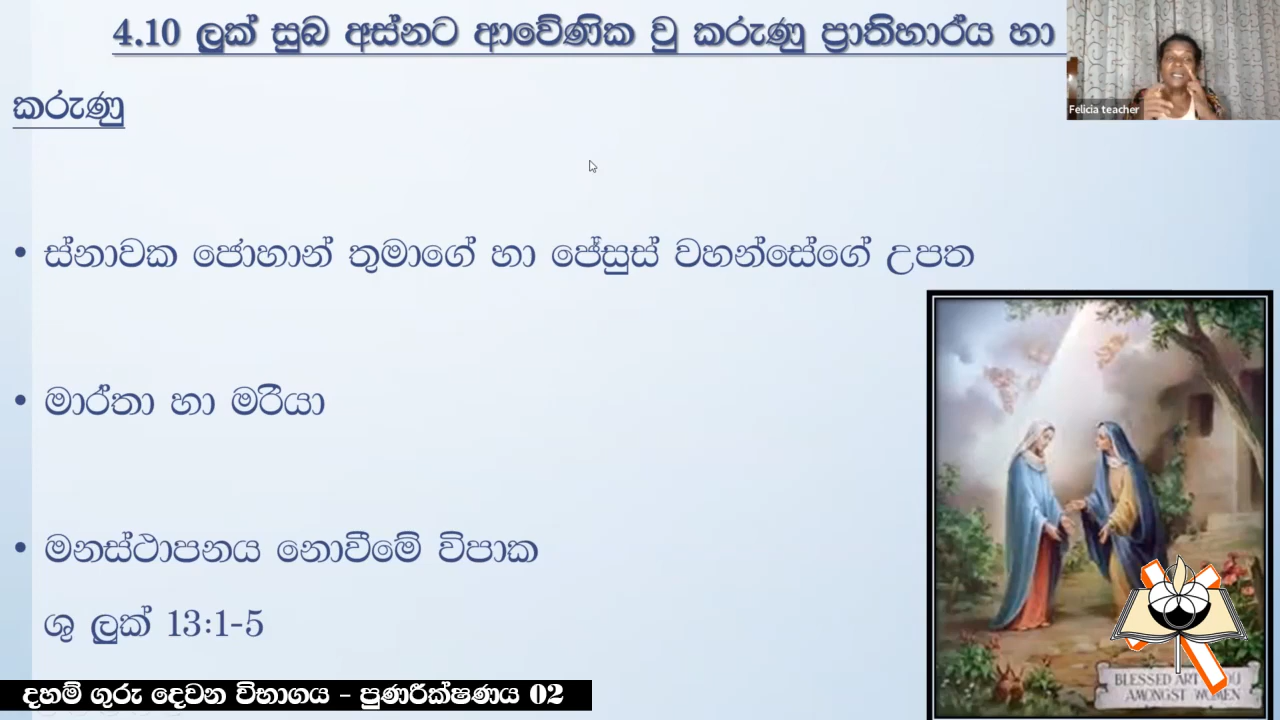 4.10 ලුක් සුබ අස්නට ආවේණික වු කරුණු ප්‍රාතිහාර්ය හා
කරුණු
Felicia teacher
• ස්නාවක ජොහාන් තුමාගේ හා ජේසුස් වහන්සේගේ උපත
• මාර්තා හා මරියා
• මනස්ථාපනය නොවීමේ විපාක
ශු ලුක් 13:1-5
BLESSED ART
AMONGST WOMEN
දහම් ගුරු දෙවන විභාගය - පුණරීක්ෂණය 02